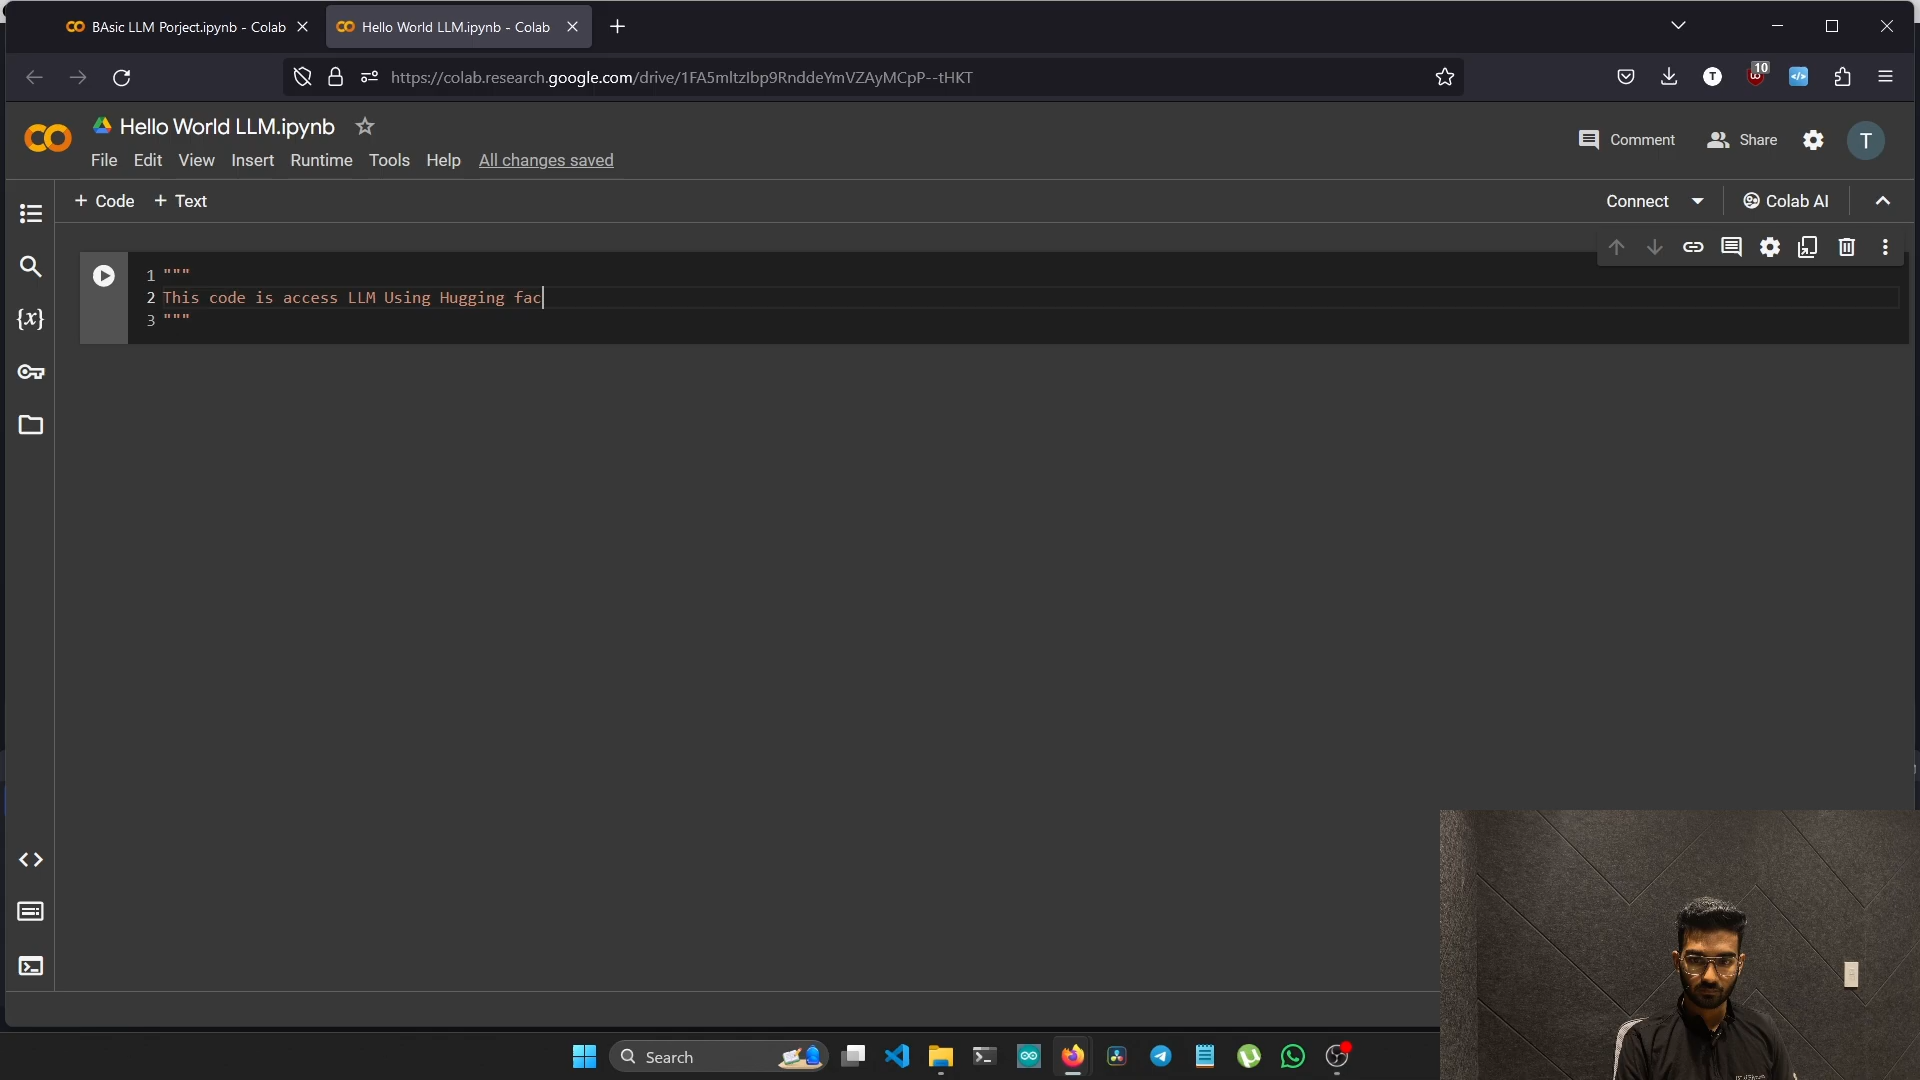 BAsic LLM Porject.ipynb - Colab
Hello World LLM.ipynb - Colab
https://colab.research.google.com/drive/1FA5mItzIbp9RnddeYmVZAyMCpP--tHKT
10
T
Hello World LLM.ipynb
Comment
Share
T
File Edit View Insert Runtime Tools Help All changes saved
+ Code + Text
Connect
Colab AI
1 """
2 This code is access LLM Using Hugging fac
3 """
{x}
Search